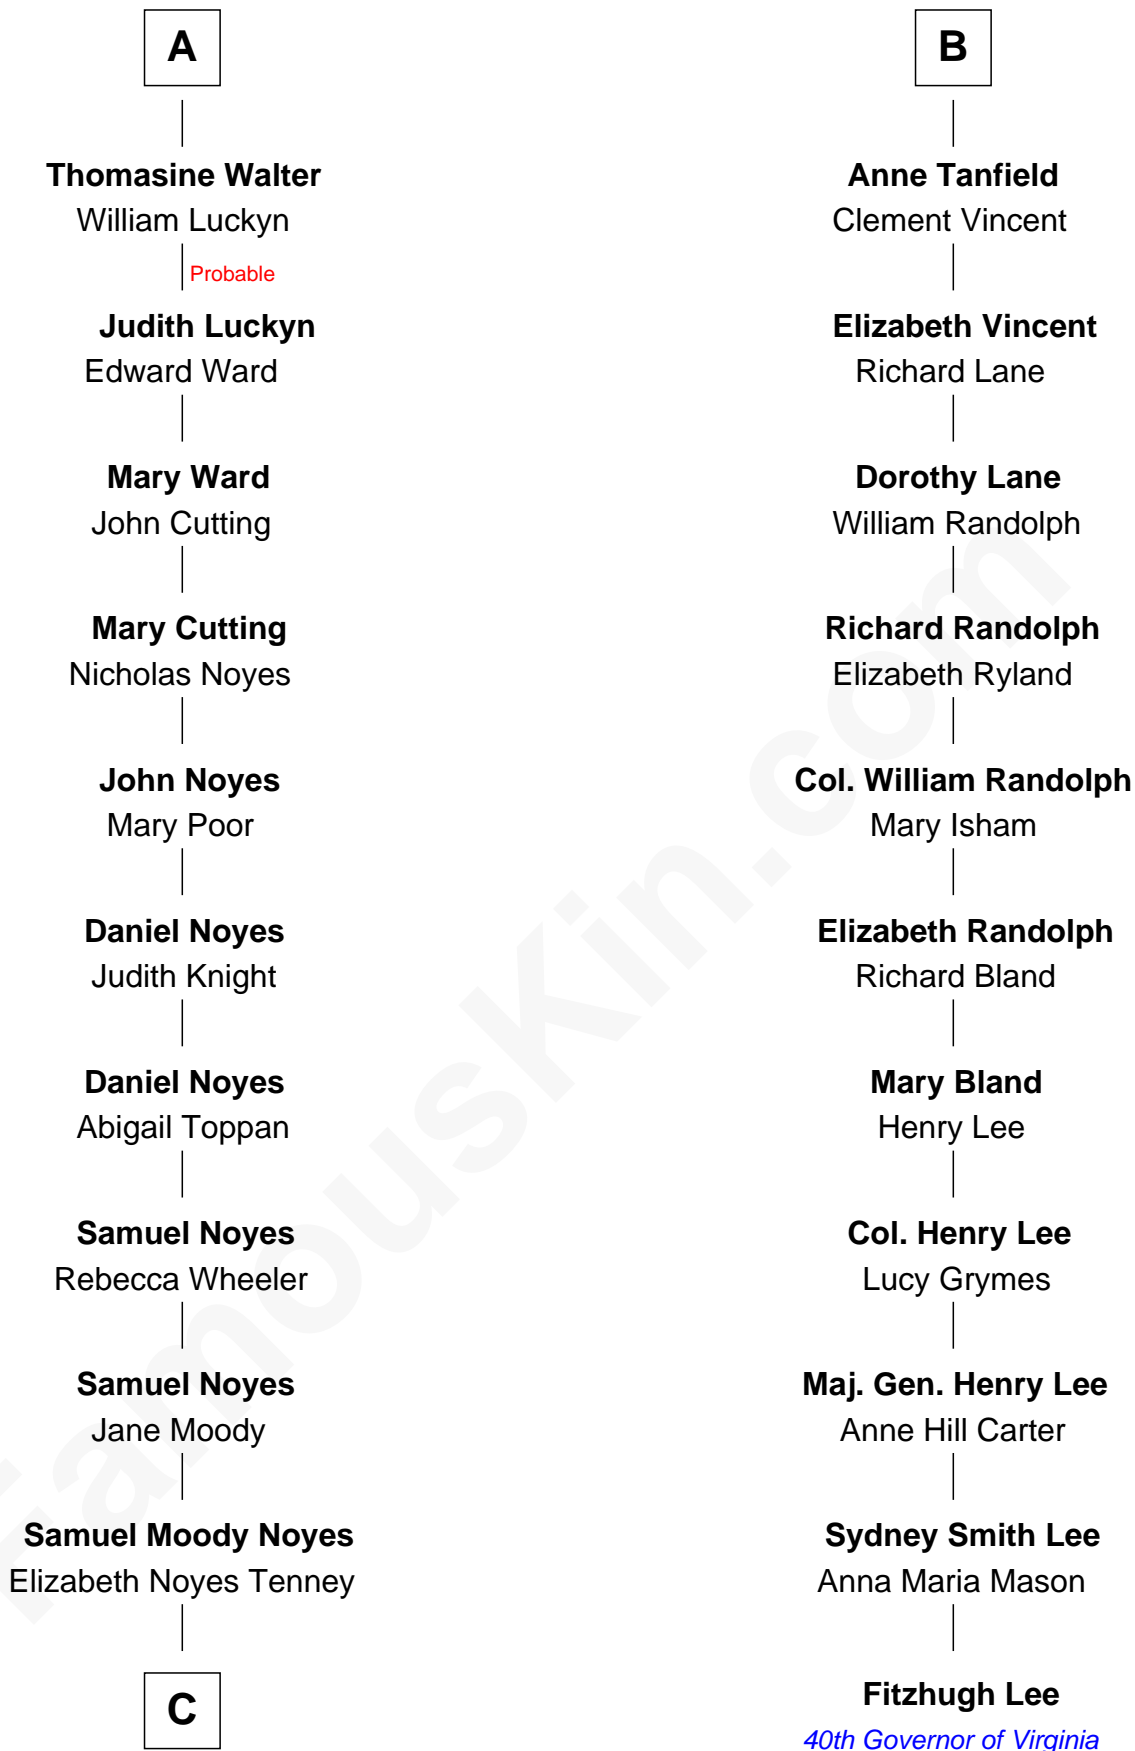 A
Thomasine Walter
William Luckyn
Probable
Judith Luckyn
Edward Ward
Mary Ward
John Cutting
Mary Cutting
Nicholas Noyes
John Noyes
Mary Poor
Daniel Noyes
Judith Knight
Daniel Noyes
Abigail Toppan
Samuel Noyes
Rebecca Wheeler
Samuel Noyes
Jane Moody
Samuel Moody Noyes
Elizabeth Noyes Tenney
C
B
Anne Tanfield
Clement Vincent
Elizabeth Vincent
Richard Lane
Dorothy Lane
William Randolph
Richard Randolph
Elizabeth Ryland
Col. William Randolph
Mary Isham
Elizabeth Randolph
Richard Bland
Mary Bland
Henry Lee
Col. Henry Lee
Lucy Grymes
Maj. Gen. Henry Lee
Anne Hill Carter
Sydney Smith Lee
Anna Maria Mason
Fitzhugh Lee
40th Governor of Virginia
FamousKin.com